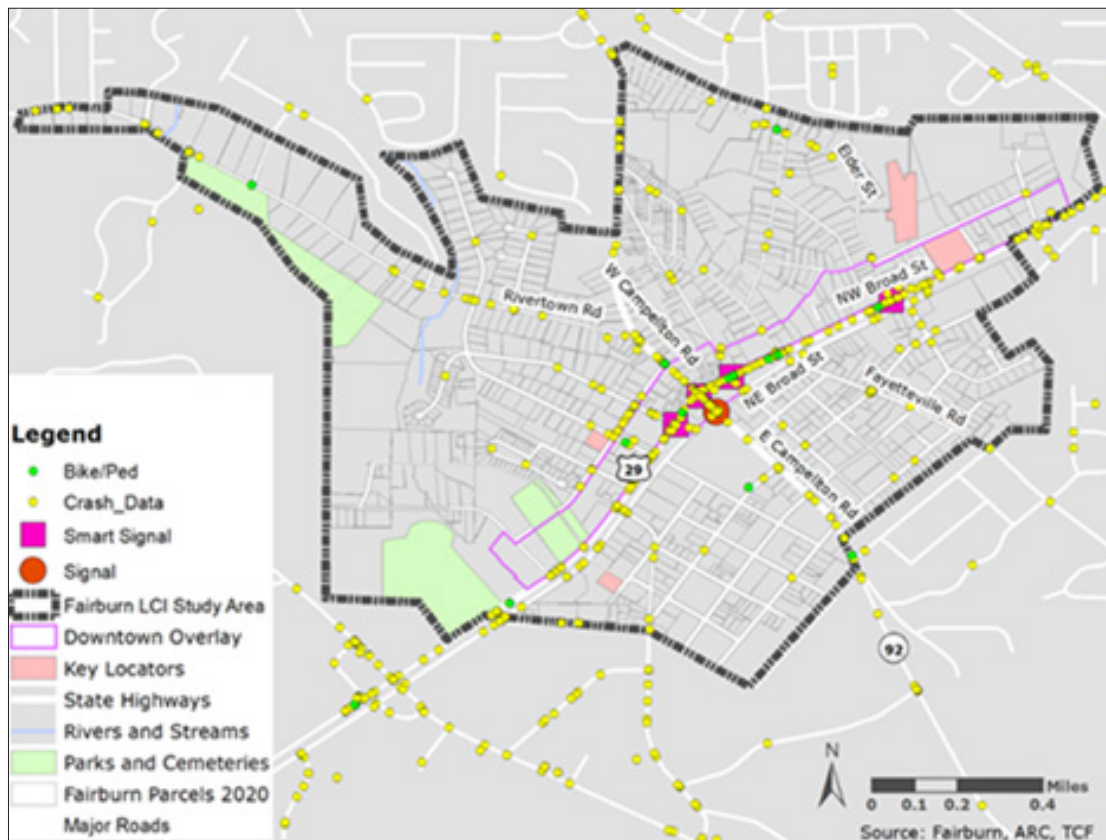 Elder St
NW Broad St
W Campellton Rd
Rivertown Rd
NE Broad St
Fayetteville Rd
E Campellton Rd
29
92
Legend
Bike/Ped
Crash_Data
Smart Signal
Signal
Fairburn LCI Study Area
Downtown Overlay
Key Locators
State Highways
Rivers and Streams
Parks and Cemeteries
Fairburn Parcels 2020
Major Roads
N
Miles
0 0.1 0.2 0.4
Source: Fairburn, ARC, TCF